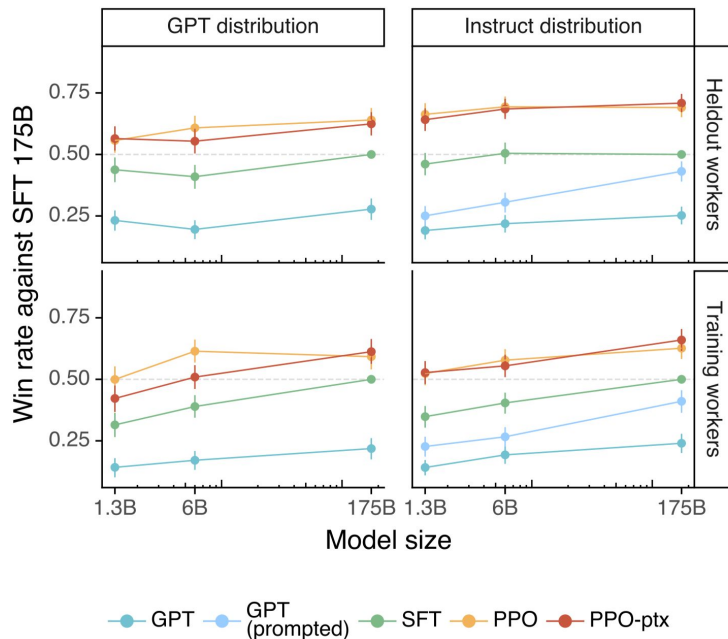 GPT distribution
Instruct distribution
Win rate against SFT 175B
0.75
0.50
0.25
Heldout workers
0.75
0.50
0.25
Training workers
1.3B 6B 175B
1.3B 6B 175B
Model size
GPT
GPT (prompted)
SFT
PPO
PPO-ptx